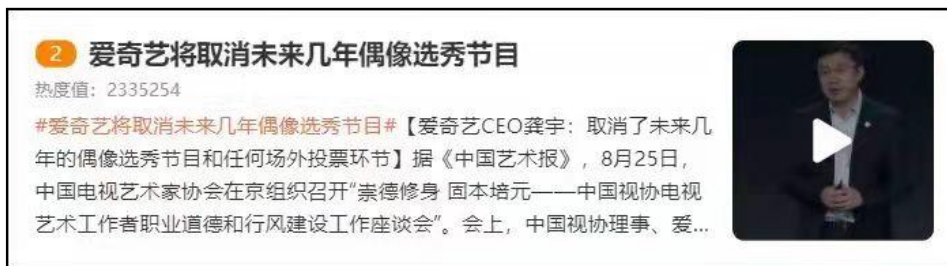 2 爱奇艺将取消未来几年偶像选秀节目
热度值：2335254
#爱奇艺将取消未来几年偶像选秀节目#【爱奇艺CEO龚宇：取消了未来几
年的偶像选秀节目和任何场外投票环节】据《中国艺术报》，8月25日，
中国电视艺术家协会在京组织召开“崇德修身 固本培元——中国视协电视
艺术工作者职业道德和行风建设工作座谈会”。会上，中国视协理事、爱...